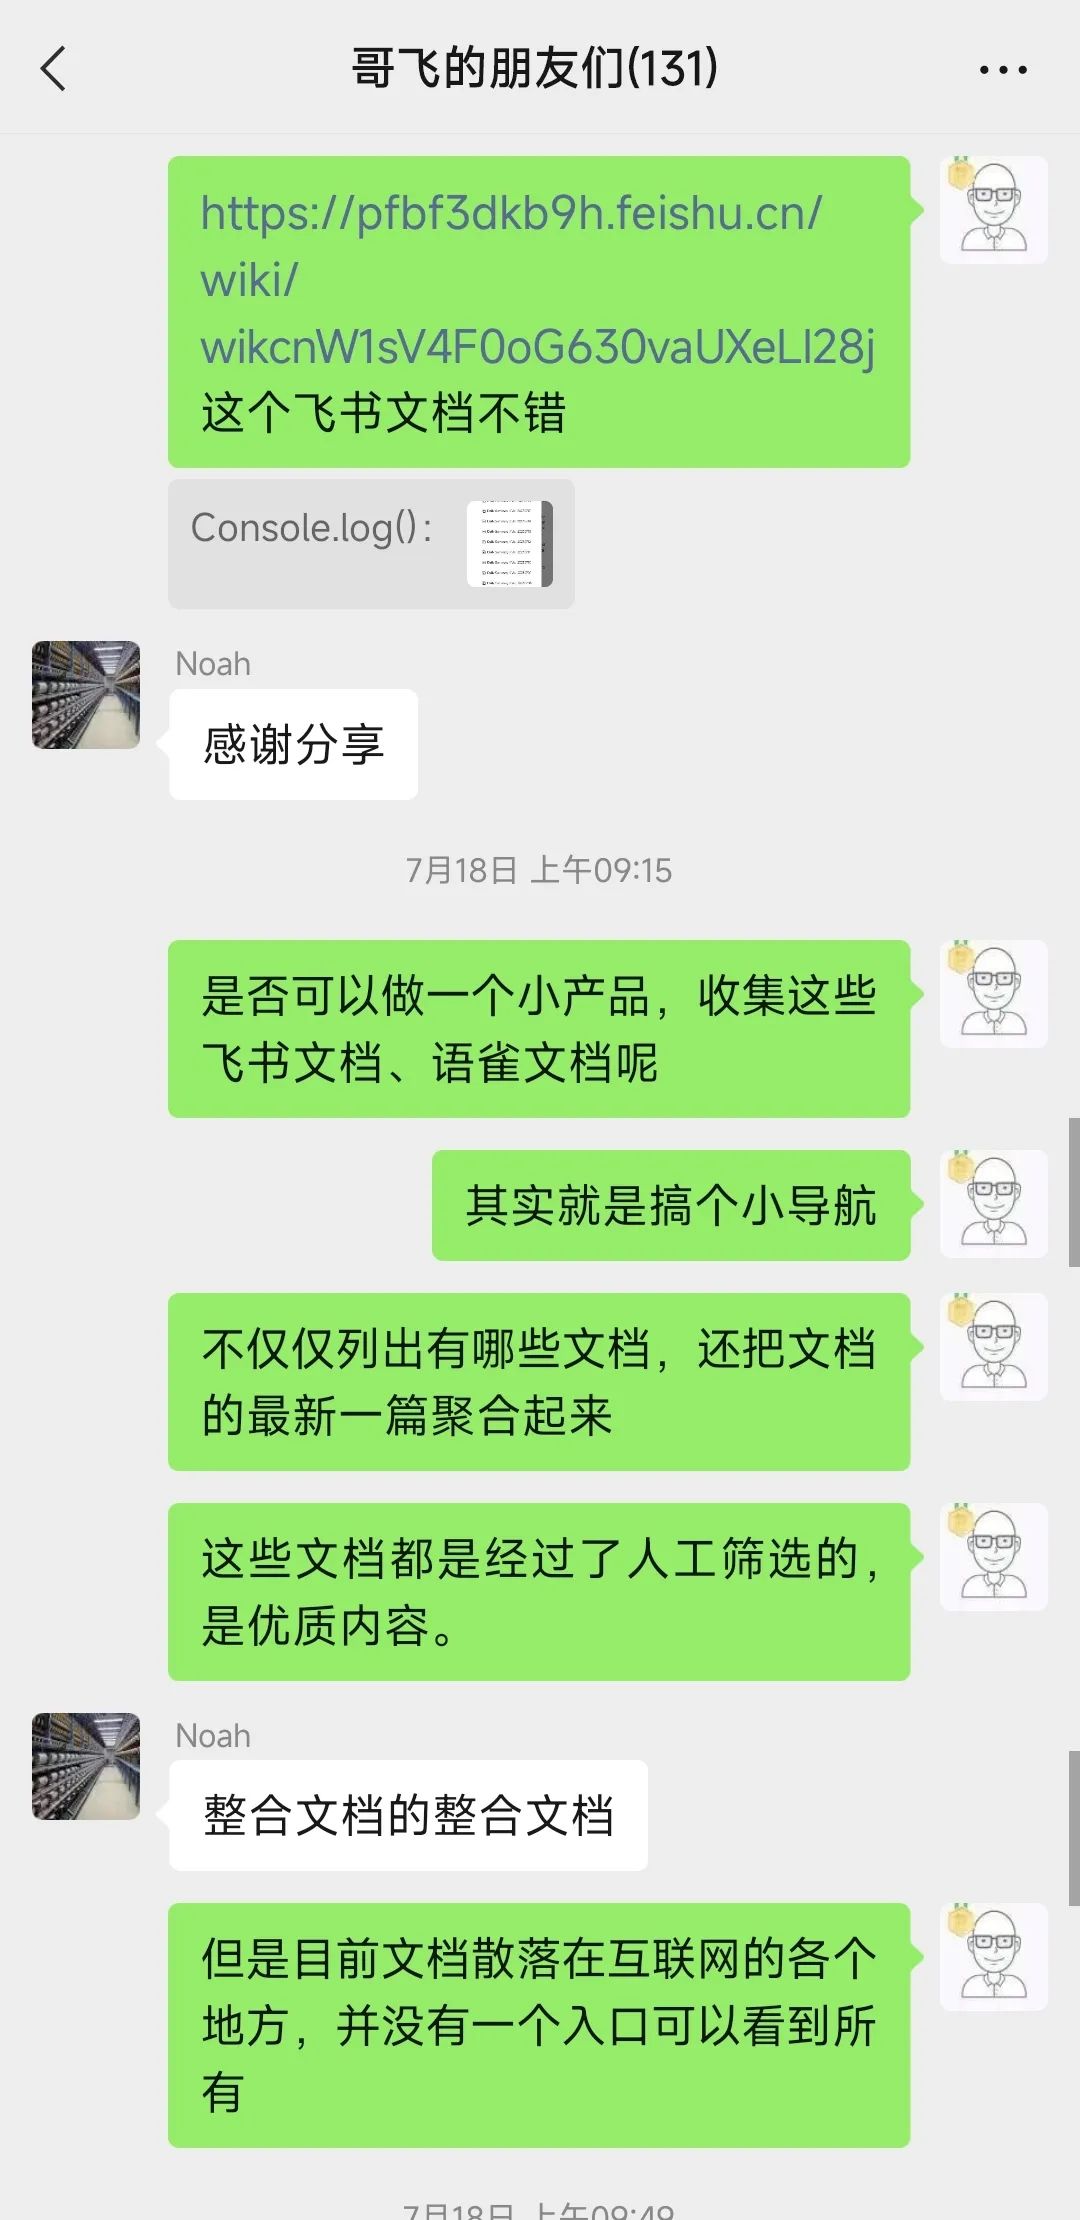 哥飞的朋友们(131)
https://pfbf3dkb9h.feishu.cn/
wiki/
wikcnW1sV4F0oG630vaUXeLI28j
这个飞书文档不错
Console.log():
Noah
感谢分享
7月18日 上午09:15
是否可以做一个小产品，收集这些
飞书文档、语雀文档呢
其实就是搞个小导航
不仅仅列出有哪些文档，还把文档
的最新一篇聚合起来
这些文档都是经过了人工筛选的，
是优质内容。
Noah
整合文档的整合文档
但是目前文档散落在互联网的各个
地方，并没有一个入口可以看到所
有
7月18日 上午09:49